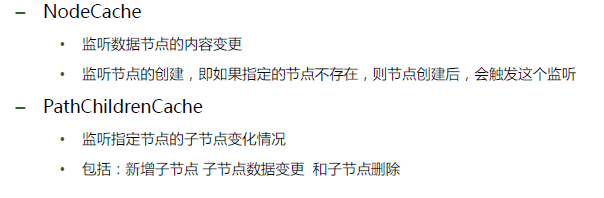 – NodeCache
• 监听数据节点的内容变更
• 监听节点的创建，即如果指定的节点不存在，则节点创建后，会触发这个监听
– PathChildrenCache
• 监听指定节点的子节点变化情况
• 包括：新增子节点 子节点数据变更 和子节点删除